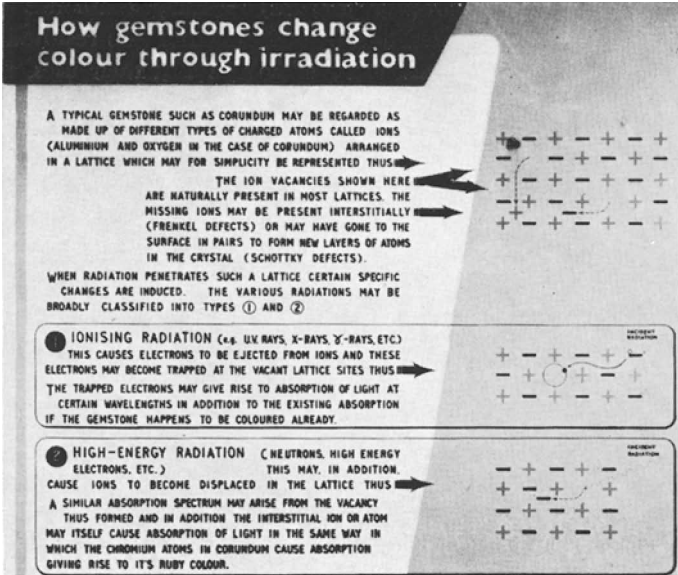 How gemstones change
colour through irradiation
A TYPICAL GEMSTONE SUCH AS CORUNDUM MAY BE REGARDED AS
MADE UP OF DIFFERENT TYPES OF CHARGED ATOMS CALLED IONS
(ALUMINIUM AND OXYGEN IN THE CASE OF CORUNDUM) ARRANGED
IN A LATTICE WHICH MAY FOR SIMPLICITY BE REPRESENTED THUS
THE ION VACANCIES SHOWN HERE
ARE NATURALLY PRESENT IN MOST LATTICES. THE
MISSING IONS MAY BE PRESENT INTERSTITIALLY
(FRENKEL DEFECTS) OR MAY HAVE GONE TO THE
SURFACE IN PAIRS TO FORM NEW LAYERS OF ATOMS
IN THE CRYSTAL (SCHOTTKY DEFECTS).
WHEN RADIATION PENETRATES SUCH A LATTICE CERTAIN SPECIFIC
CHANGES ARE INDUCED. THE VARIOUS RADIATIONS MAY BE
BROADLY CLASSIFIED INTO TYPES ① AND ②
1 IONISING RADIATION (e.g. U.V. RAYS, X-RAYS, γ-RAYS, ETC.)
THIS CAUSES ELECTRONS TO BE EJECTED FROM IONS AND THESE
ELECTRONS MAY BECOME TRAPPED AT THE VACANT LATTICE SITES THUS
THE TRAPPED ELECTRONS MAY GIVE RISE TO ABSORPTION OF LIGHT AT
CERTAIN WAVELENGTHS IN ADDITION TO THE EXISTING ABSORPTION
IF THE GEMSTONE HAPPENS TO BE COLOURED ALREADY.
INCIDENT
RADIATION
2 HIGH-ENERGY RADIATION (NEUTRONS, HIGH ENERGY
ELECTRONS, ETC.) THIS MAY, IN ADDITION,
CAUSE IONS TO BECOME DISPLACED IN THE LATTICE THUS
A SIMILAR ABSORPTION SPECTRUM MAY ARISE FROM THE VACANCY
THUS FORMED AND IN ADDITION THE INTERSTITIAL ION OR ATOM
MAY ITSELF CAUSE ABSORPTION OF LIGHT IN THE SAME WAY IN
WHICH THE CHROMIUM ATOMS IN CORUNDUM CAUSE ABSORPTION
GIVING RISE TO IT'S RUBY COLOUR.
INCIDENT
RADIATION